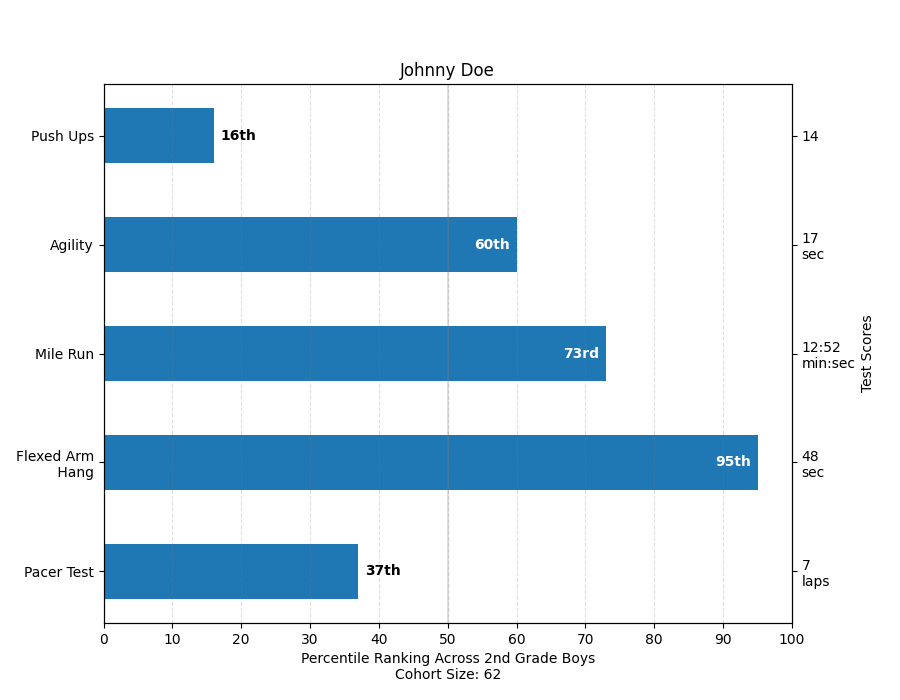 Johnny Doe
Push Ups
16th
14
Agility
60th
17
sec
Mile Run
73rd
12:52
min:sec
Test Scores
Flexed Arm
Hang
95th
48
sec
Pacer Test
37th
7
laps
0 10 20 30 40 50 60 70 80 90 100
Percentile Ranking Across 2nd Grade Boys
Cohort Size: 62